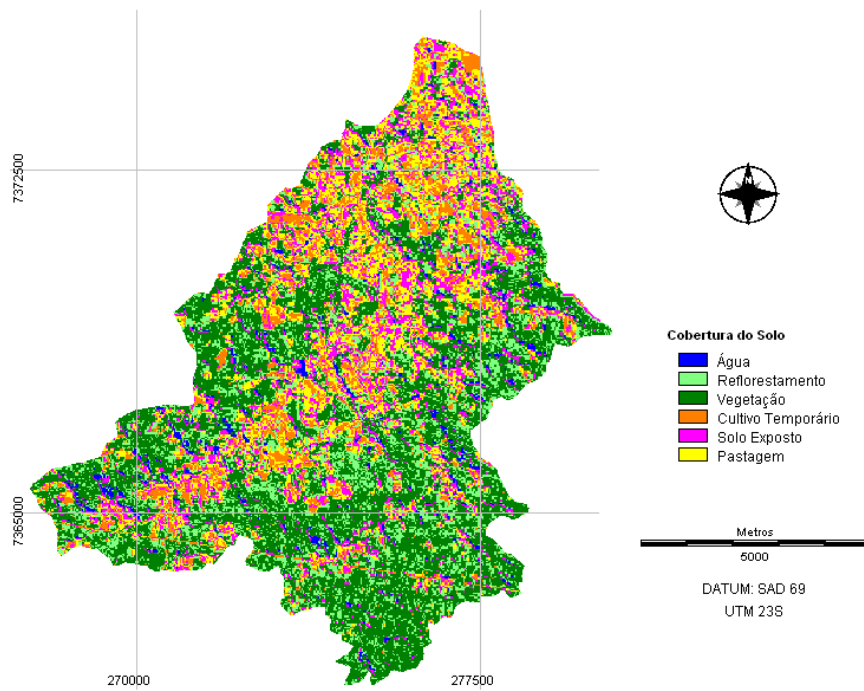 7372500
7365000
270000
277500
N
Cobertura do Solo
Água
Reflorestamento
Vegetação
Cultivo Temporário
Solo Exposto
Pastagem
Metros
5000
DATUM: SAD 69
UTM 23S